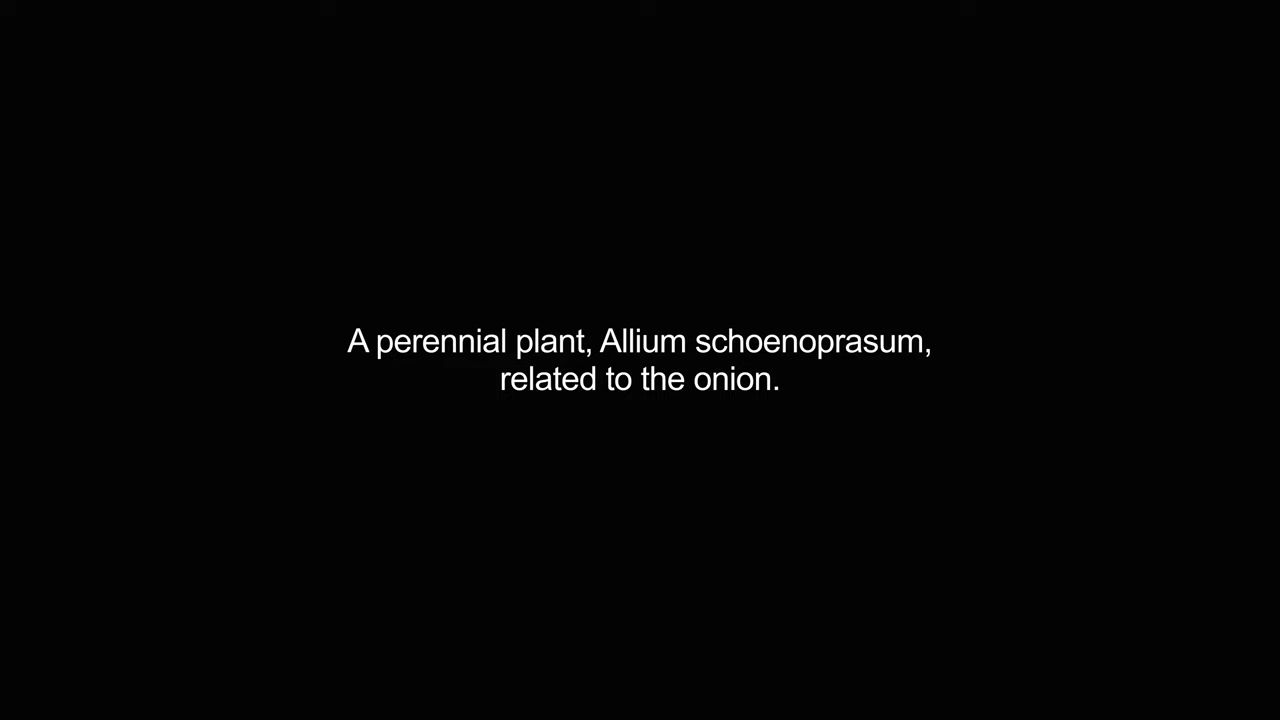 A perennial plant, Allium schoenoprasum,
related to the onion.